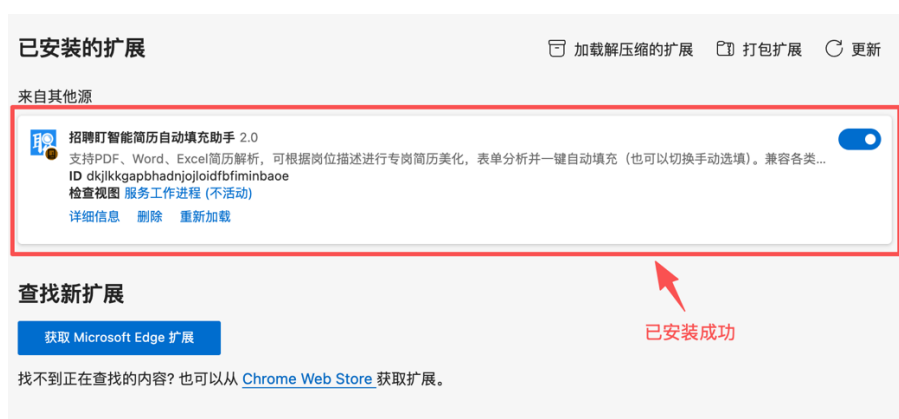 已安装的扩展
加载解压缩的扩展 打包扩展 更新
来自其他源
招聘盯智能简历自动填充助手 2.0
支持PDF、Word、Excel简历解析，可根据岗位描述进行专岗简历美化，表单分析并一键自动填充（也可以切换手动选填）。兼容各类...
ID dkjlkkgapbhadnjojloidfbfiminbaoe
检查视图 服务工作进程 (不活动)
详细信息 删除 重新加载
已安装成功
查找新扩展
获取 Microsoft Edge 扩展
找不到正在查找的内容? 也可以从 Chrome Web Store 获取扩展。